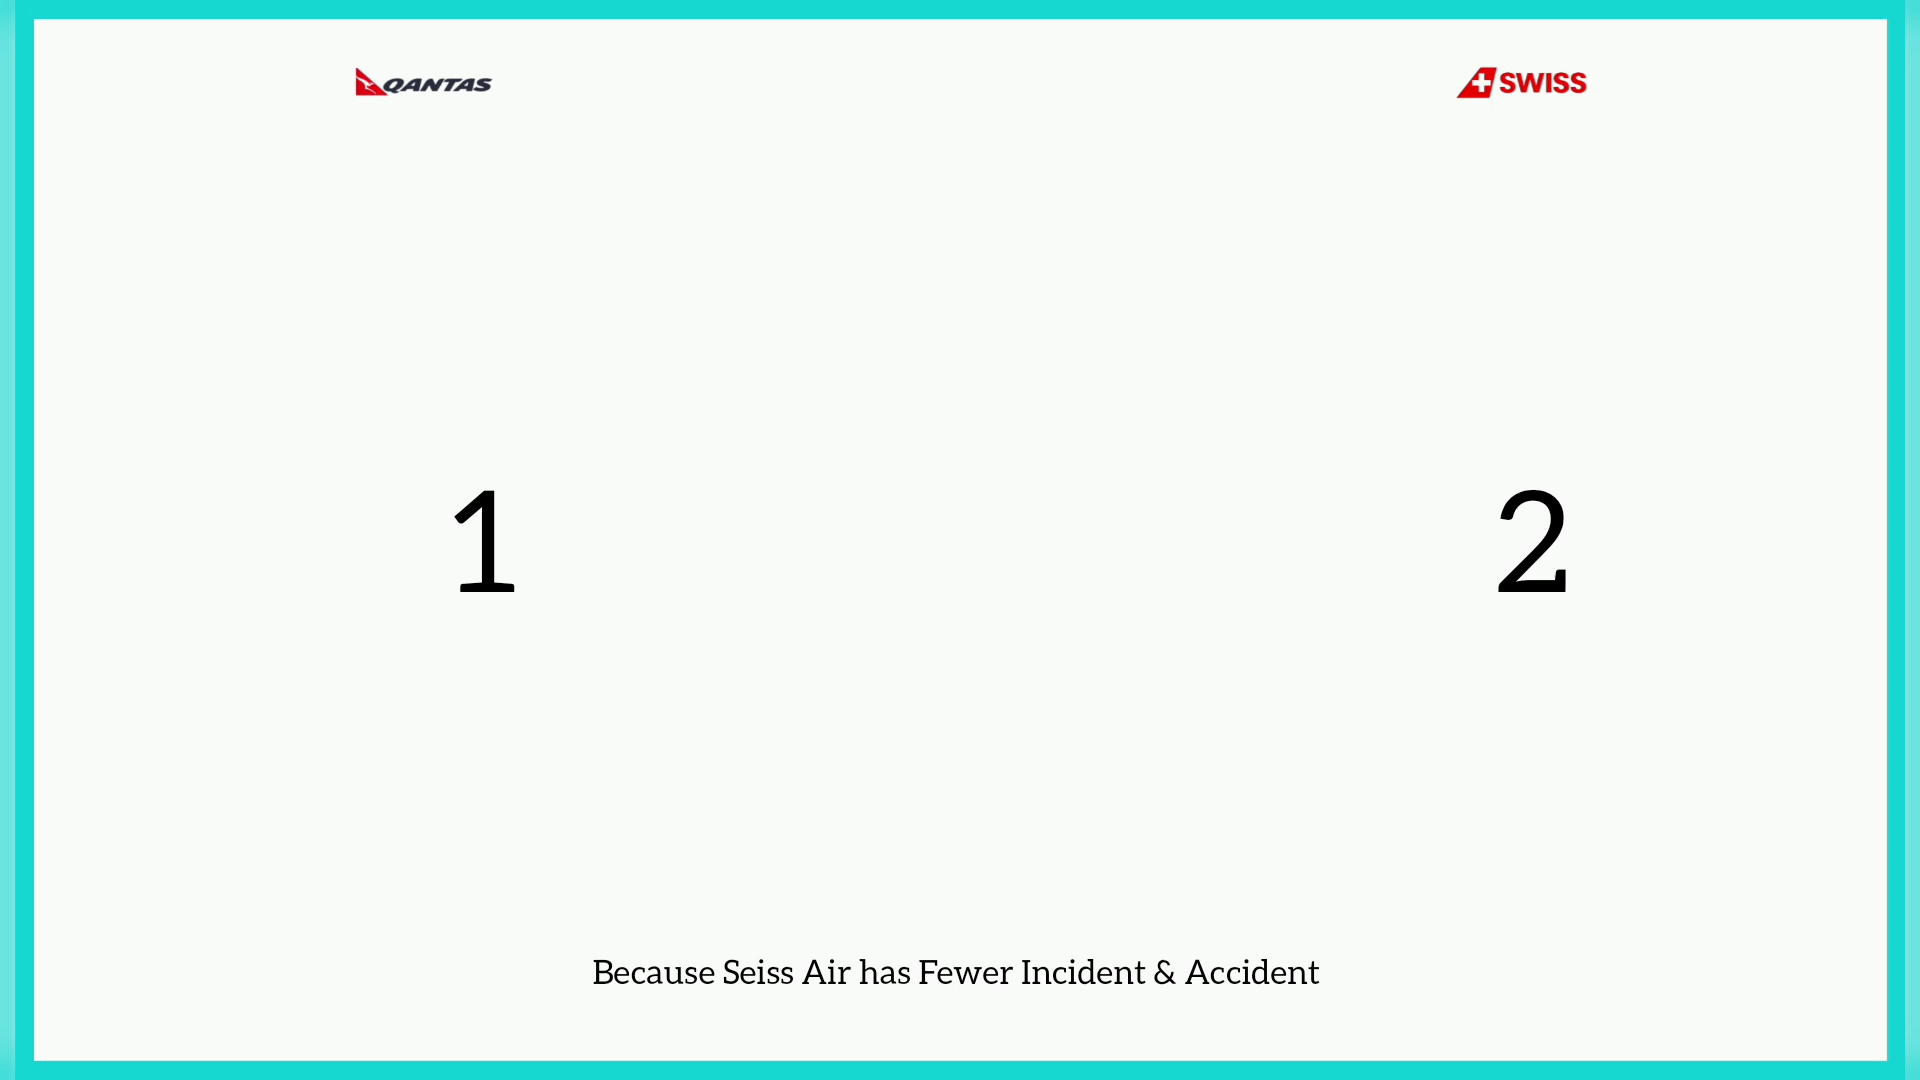 QANTAS
SWISS
1
2
Because Seiss Air has Fewer Incident & Accident